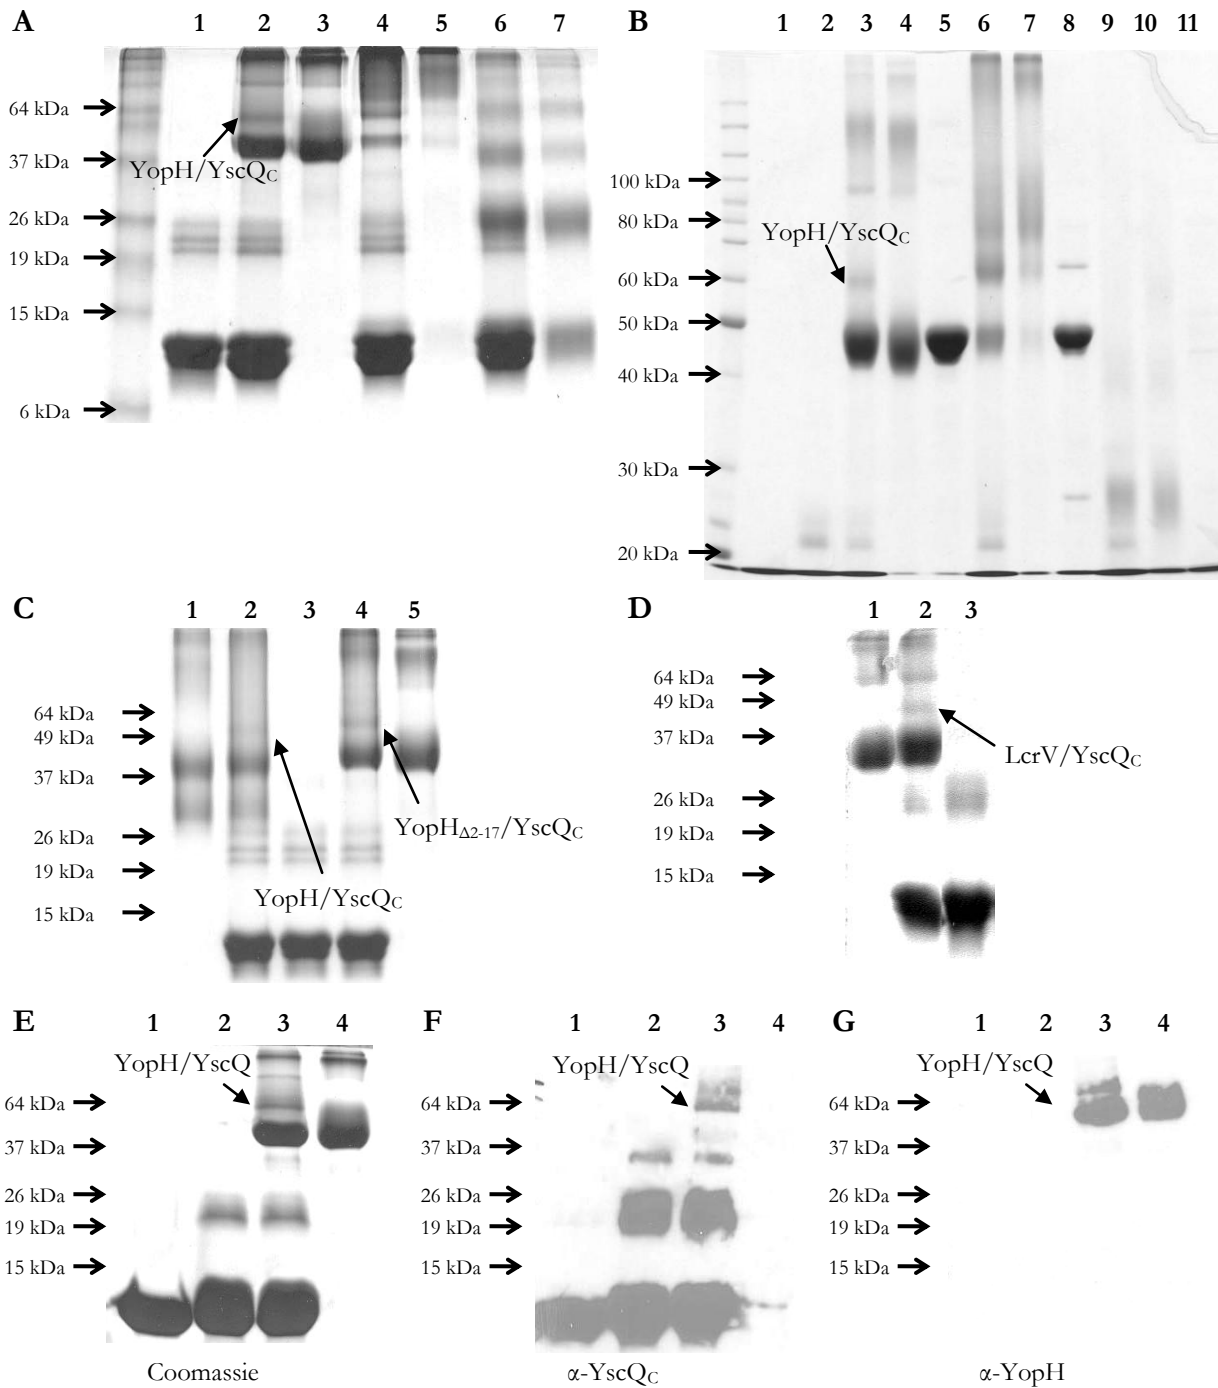 A 1 2 3 4 5 6 7
64 kDa
YopH/YscQC
37 kDa
26 kDa
19 kDa
15 kDa
6 kDa
B 1 2 3 4 5 6 7 8 9 10 11
100 kDa
80 kDa
YopH/YscQC
60 kDa
50 kDa
40 kDa
30 kDa
20 kDa
C 1 2 3 4 5
64 kDa
49 kDa
37 kDa
26 kDa
19 kDa
15 kDa
YopHΔ2-17/YscQC
YopH/YscQC
D 1 2 3
64 kDa
49 kDa
37 kDa
26 kDa
19 kDa
15 kDa
LcrV/YscQC
E 1 2 3 4
YopH/YscQ
64 kDa
37 kDa
26 kDa
19 kDa
15 kDa
Coomassie
F 1 2 3 4
YopH/YscQ
64 kDa
37 kDa
26 kDa
19 kDa
15 kDa
α-YscQC
G 1 2 3 4
YopH/YscQ
64 kDa
37 kDa
26 kDa
19 kDa
15 kDa
α-YopH